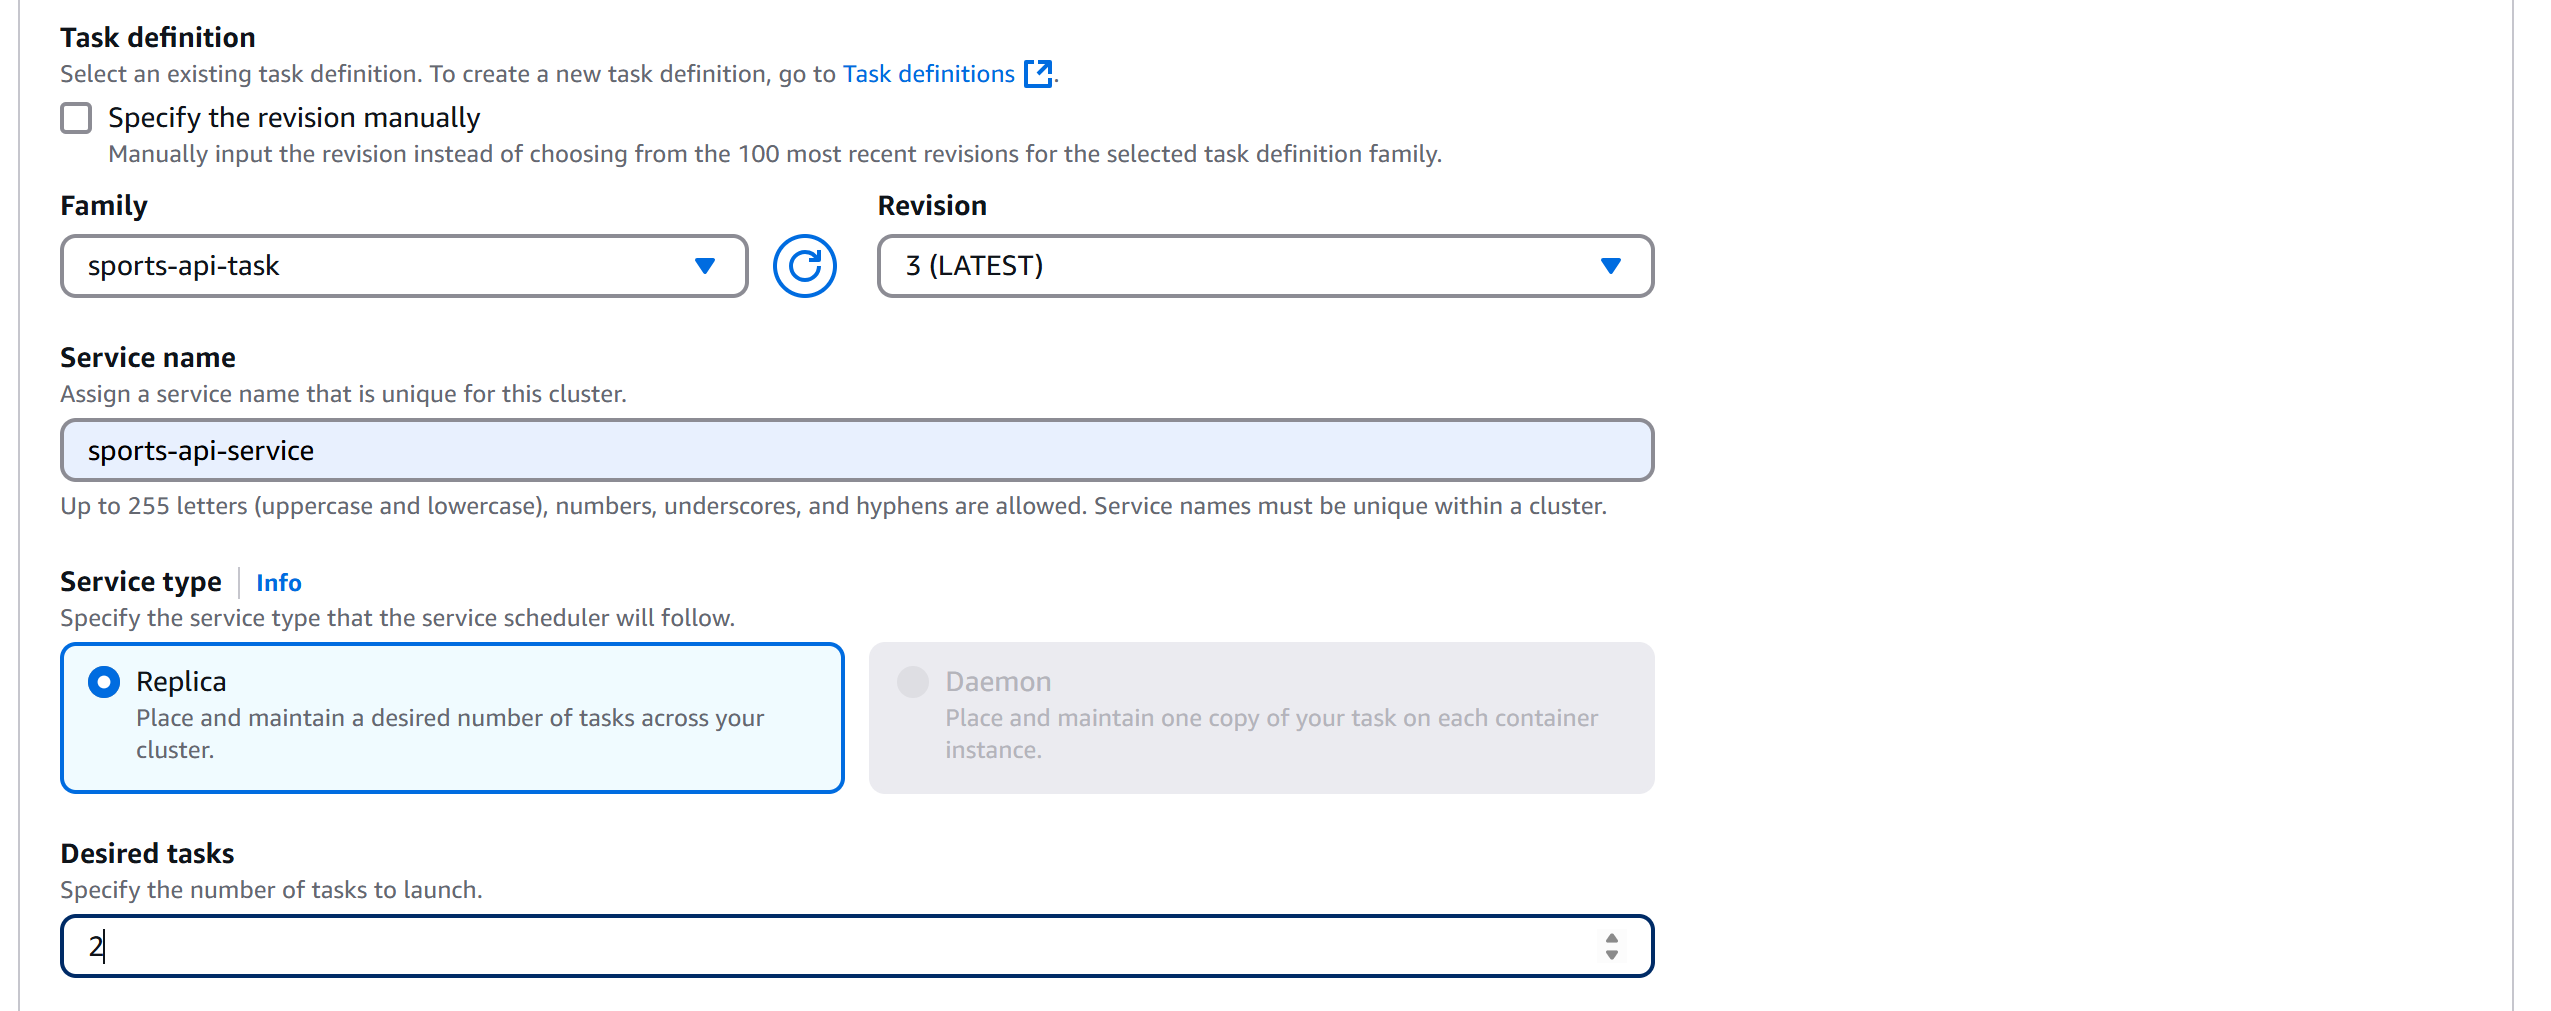 Task definition
Select an existing task definition. To create a new task definition, go to Task definitions.
Specify the revision manually
Manually input the revision instead of choosing from the 100 most recent revisions for the selected task definition family.
Family Revision
sports-api-task 3 (LATEST)
Service name
Assign a service name that is unique for this cluster.
sports-api-service
Up to 255 letters (uppercase and lowercase), numbers, underscores, and hyphens are allowed. Service names must be unique within a cluster.
Service type Info
Specify the service type that the service scheduler will follow.
Replica
Place and maintain a desired number of tasks across your
cluster.
Daemon
Place and maintain one copy of your task on each container
instance.
Desired tasks
Specify the number of tasks to launch.
2